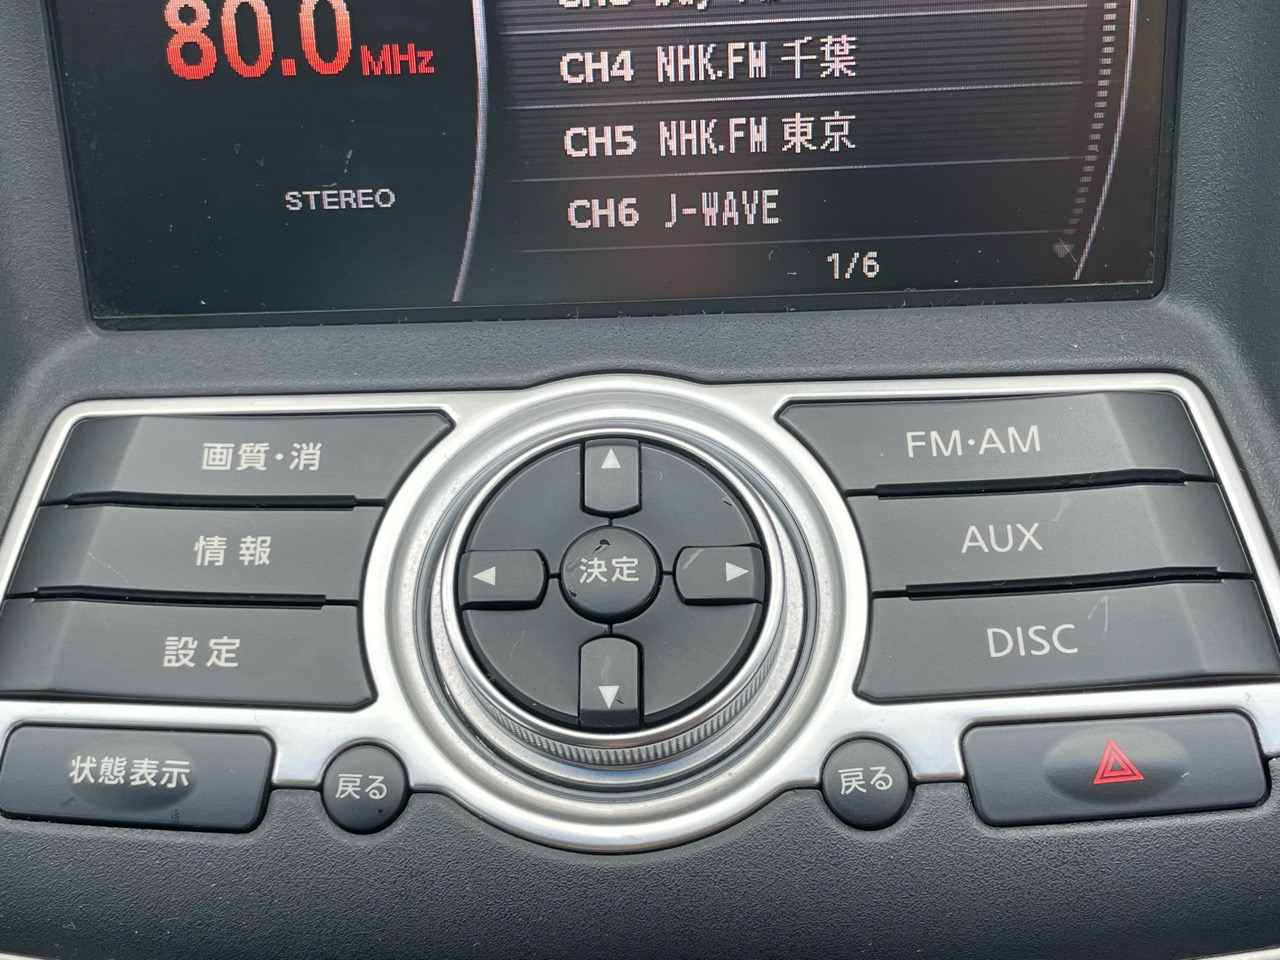 80.0MHz
CH4 NHK.FM 千葉
CH5 NHK.FM 東京
STEREO
CH6 J-WAVE
1/6
画質・消
FM・AM
情報
AUX
決定
設定
DISC
状態表示
戻る
戻る